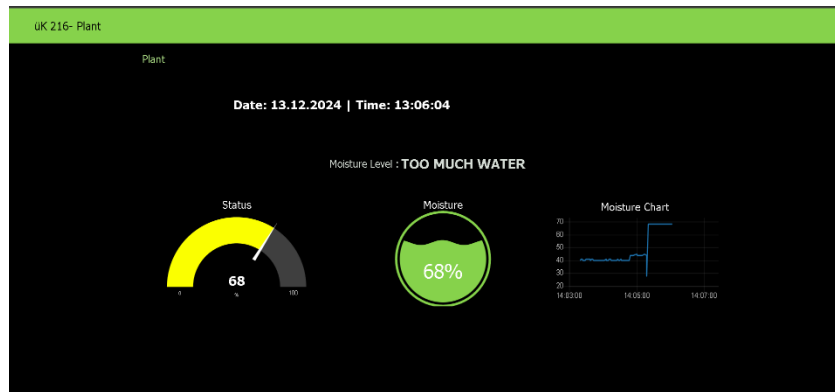 üK 216- Plant
Plant
Date: 13.12.2024 | Time: 13:06:04
Moisture Level : TOO MUCH WATER
Status
68
%
0
100
Moisture
68%
Moisture Chart
70
60
50
40
30
20
14:03:00
14:05:00
14:07:00